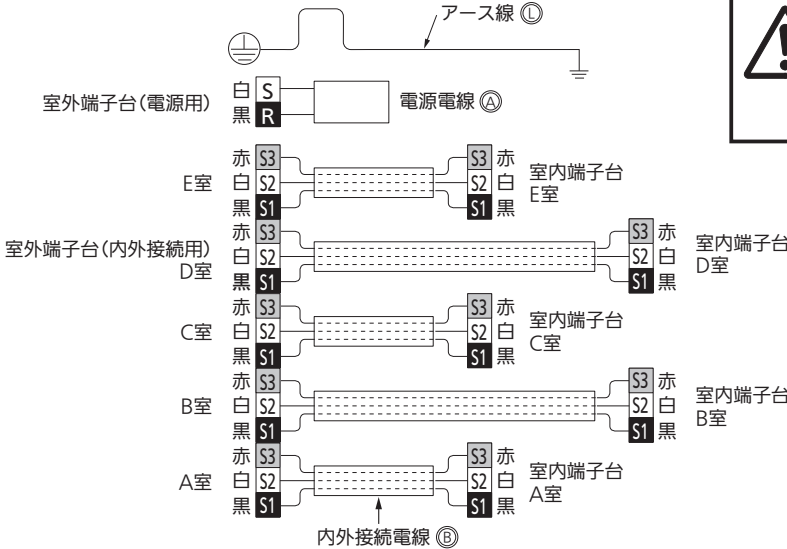 アース線 Ⓛ
白 S
室外端子台(電源用)
電源電線 Ⓐ
黒 R
赤 S3 S3 赤
E室 白 S2 S2 白 室内端子台
黒 S1 S1 黒 E室
赤 S3 S3 赤
室外端子台(内外接続用) 白 S2 S2 白 室内端子台
D室 黒 S1 S1 黒 D室
赤 S3 S3 赤
C室 白 S2 S2 白 室内端子台
黒 S1 S1 黒 C室
赤 S3 S3 赤
B室 白 S2 S2 白 室内端子台
黒 S1 S1 黒 B室
赤 S3 S3 赤
A室 白 S2 S2 白 室内端子台
黒 S1 S1 黒 A室
内外接続電線 Ⓑ